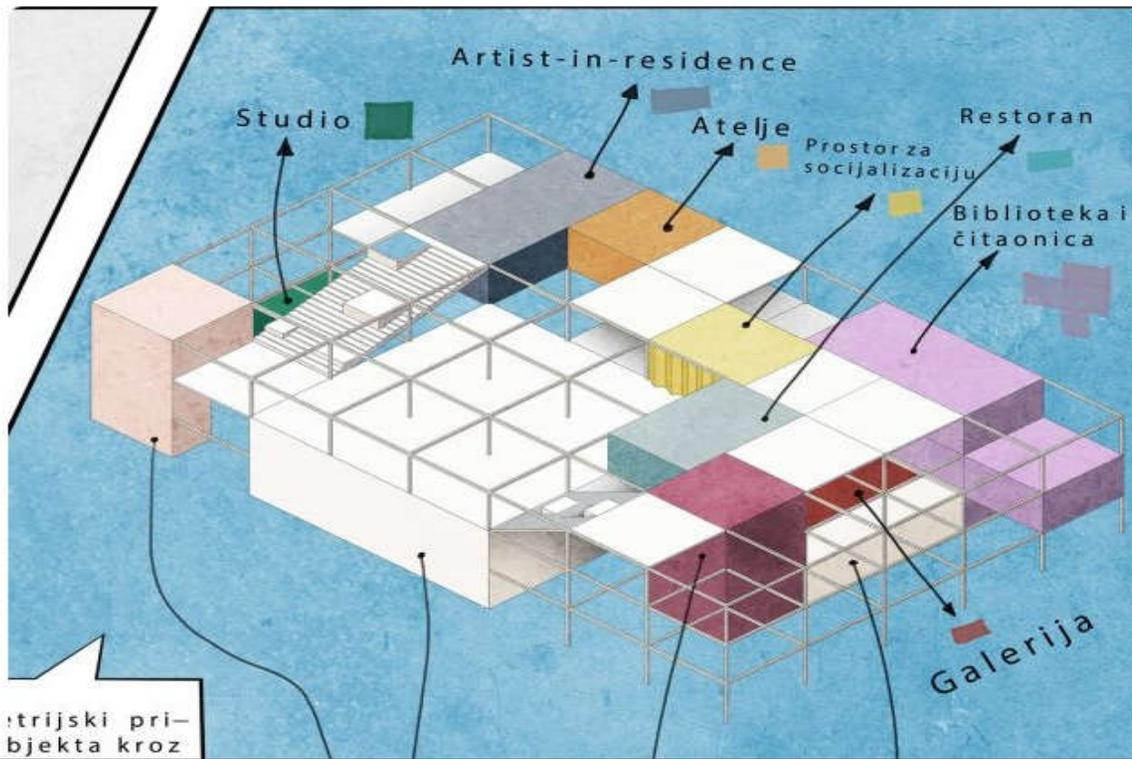 Artist-in-residence
Studio
Atelje
Restoran
Prostor za
socijalizaciju
Biblioteka i
čitaonica
Galerija
etrijski pri–
bjekta kroz